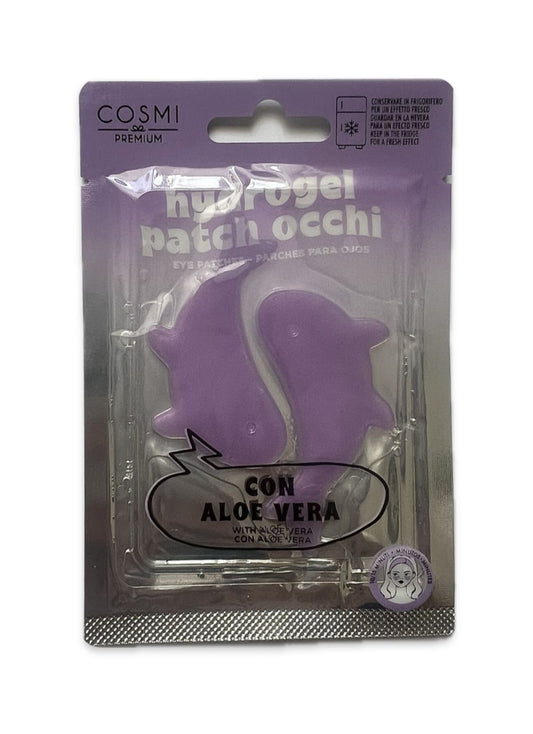 COSMI
PREMIUM
CONSERVARE IN FRIGORIFERO
PER UN EFFETTO FRESCO
GUARDAR EN LA NEVERA
PARA UN EFECTO FRESCO
KEEP IN THE FRIDGE
FOR A FRESH EFFECT
hydrogel
patch occhi
EYE PATCHES - PARCHES PARA OJOS
CON
ALOE VERA
WITH ALOE VERA
CON ALOE VERA
MINUTOS - MINUTES